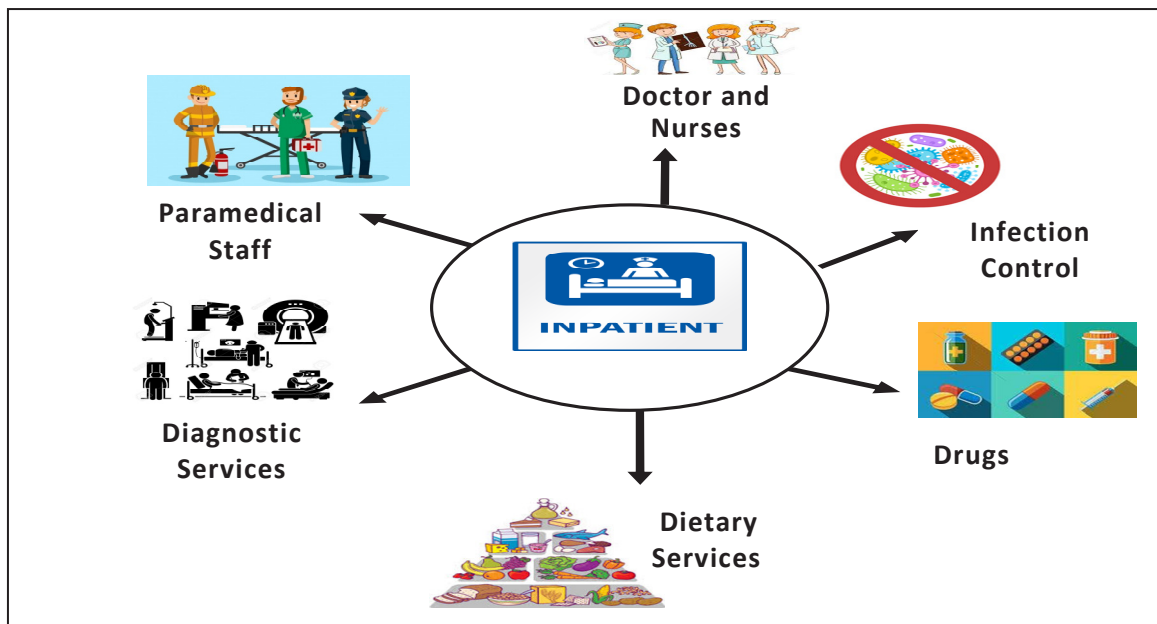 Doctor and
Nurses
Paramedical
Staff
Infection
Control
INPATIENT
Diagnostic
Services
Drugs
Dietary
Services